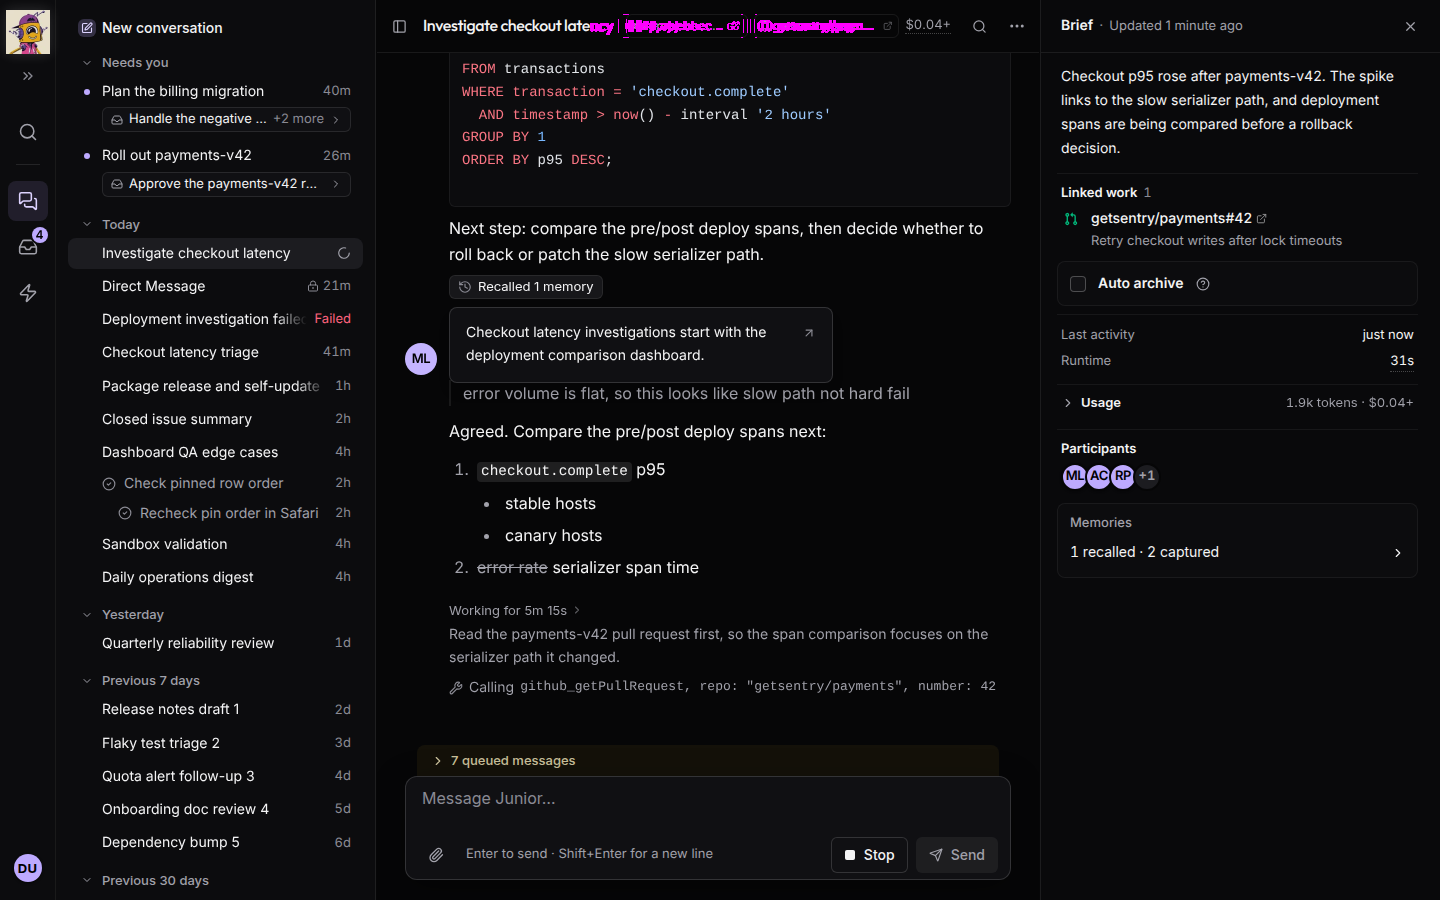 New conversation
Needs you
Plan the billing migration 40m
Handle the negative ... +2 more
Roll out payments-v42 26m
Approve the payments-v42 r...
Today
Investigate checkout latency
Direct Message 21m
Deployment investigation failed Failed
Checkout latency triage 41m
Package release and self-update 1h
Closed issue summary 2h
Dashboard QA edge cases 4h
Check pinned row order 2h
Recheck pin order in Safari 2h
Sandbox validation 4h
Daily operations digest 4h
Yesterday
Quarterly reliability review 1d
Previous 7 days
Release notes draft 1 2d
Flaky test triage 2 3d
Quota alert follow-up 3 4d
Onboarding doc review 4 5d
Dependency bump 5 6d
Previous 30 days
4
DU
Investigate checkout latency
$0.04+
FROM transactions
WHERE transaction = 'checkout.complete'
AND timestamp > now() - interval '2 hours'
GROUP BY 1
ORDER BY p95 DESC;
Next step: compare the pre/post deploy spans, then decide whether to
roll back or patch the slow serializer path.
Recalled 1 memory
Checkout latency investigations start with the
deployment comparison dashboard.
ML
error volume is flat, so this looks like slow path not hard fail
Agreed. Compare the pre/post deploy spans next:
1. checkout.complete p95
• stable hosts
• canary hosts
2. error rate serializer span time
Working for 5m 15s
Read the payments-v42 pull request first, so the span comparison focuses on the
serializer path it changed.
Calling github_getPullRequest, repo: "getsentry/payments", number: 42
7 queued messages
Message Junior...
Enter to send · Shift+Enter for a new line
Stop
Send
Brief · Updated 1 minute ago
Checkout p95 rose after payments-v42. The spike
links to the slow serializer path, and deployment
spans are being compared before a rollback
decision.
Linked work 1
getsentry/payments#42
Retry checkout writes after lock timeouts
Auto archive
Last activity just now
Runtime 31s
Usage 1.9k tokens · $0.04+
Participants
ML AC RP +1
Memories
1 recalled · 2 captured